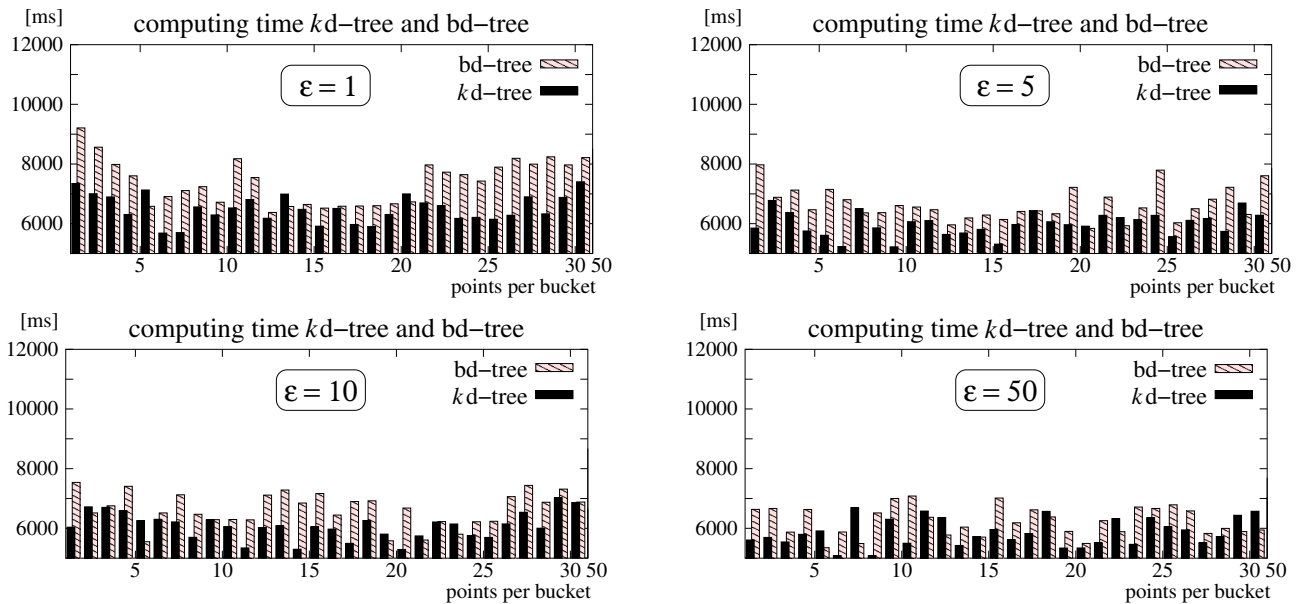 [ms]
computing time kd-tree and bd-tree
12000
10000
8000
6000
bd-tree
kd-tree
ε = 1
5 10 15 20 25 30 50
points per bucket
[ms]
computing time kd-tree and bd-tree
12000
10000
8000
6000
bd-tree
kd-tree
ε = 5
5 10 15 20 25 30 50
points per bucket
[ms]
computing time kd-tree and bd-tree
12000
10000
8000
6000
bd-tree
kd-tree
ε = 10
5 10 15 20 25 30 50
points per bucket
[ms]
computing time kd-tree and bd-tree
12000
10000
8000
6000
bd-tree
kd-tree
ε = 50
5 10 15 20 25 30 50
points per bucket